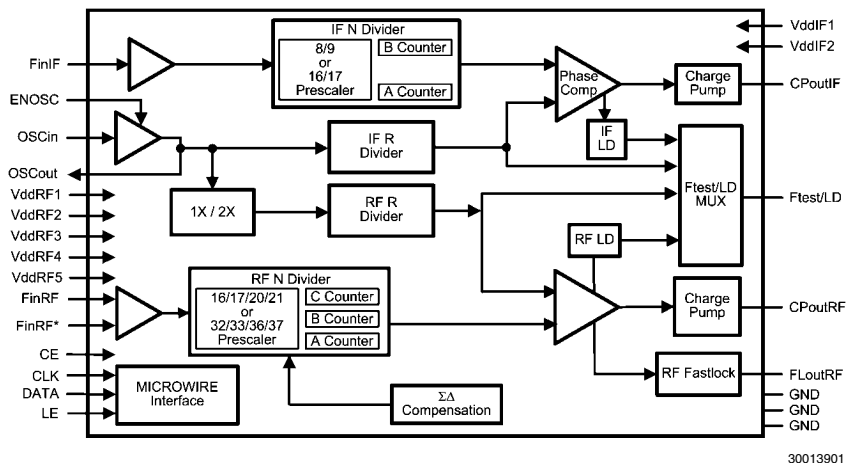 IF N Divider
8/9
or
16/17
Prescaler
B Counter
A Counter
FinIF
ENOSC
OSCin
OSCout
VddRF1
VddRF2
VddRF3
VddRF4
VddRF5
FinRF
FinRF*
CE
CLK
DATA
LE
IF R
Divider
1X / 2X
RF R
Divider
RF N Divider
16/17/20/21
or
32/33/36/37
Prescaler
C Counter
B Counter
A Counter
MICROWIRE
Interface
ΣΔ
Compensation
Phase
Comp
Charge
Pump
IF
LD
Ftest/LD
MUX
RF LD
Charge
Pump
RF Fastlock
VddIF1
VddIF2
CPoutIF
Ftest/LD
CPoutRF
FLoutRF
GND
GND
GND
30013901